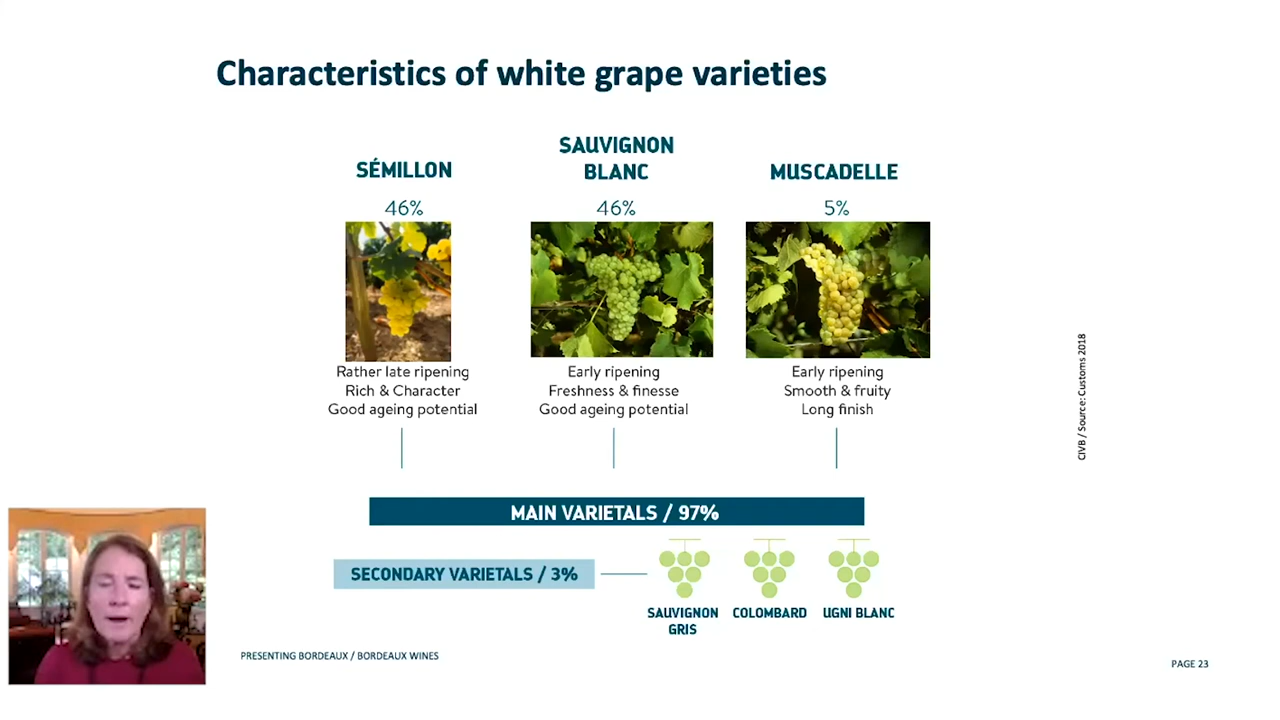 Characteristics of white grape varieties
SÉMILLON
46%
Rather late ripening
Rich & Character
Good ageing potential
SAUVIGNON
BLANC
46%
Early ripening
Freshness & finesse
Good ageing potential
MUSCADELLE
5%
Early ripening
Smooth & fruity
Long finish
CIVB / Source: Customs 2018
MAIN VARIETALS / 97%
SECONDARY VARIETALS / 3%
SAUVIGNON
GRIS
COLOMBARD
UGNI BLANC
PRESENTING BORDEAUX / BORDEAUX WINES
PAGE 23